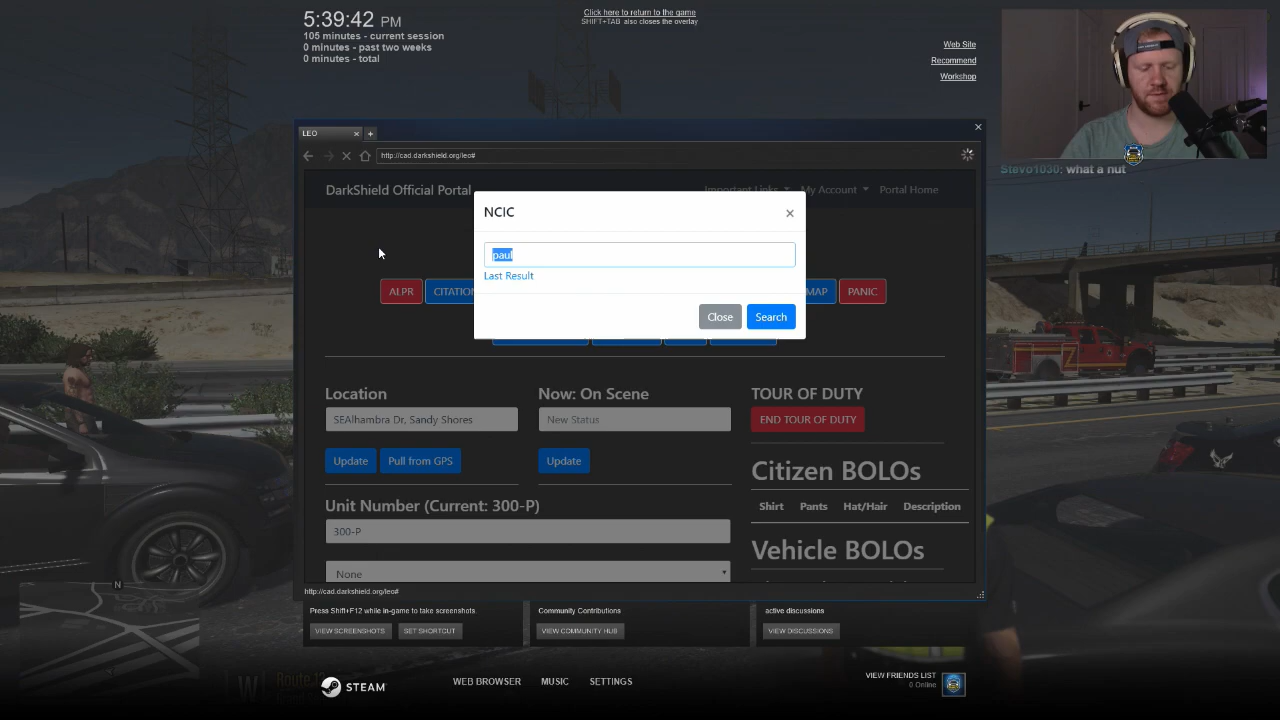 5:39:42 PM
105 minutes - current session
0 minutes - past two weeks
0 minutes - total
Click here to return to the game
SHIFT+TAB also closes the overlay
Web Site
Recommend
Workshop
Stevo1030: what a nut
LEO
http://cad.darkshield.org/leo#
DarkShield Official Portal
Important Links
My Account
Portal Home
NCIC
paul
Last Result
Close
Search
ALPR
CITATION
MAP
PANIC
Location
SEAlhambra Dr, Sandy Shores
Update
Pull from GPS
Now: On Scene
New Status
Update
TOUR OF DUTY
END TOUR OF DUTY
Citizen BOLOs
Shirt Pants Hat/Hair Description
Vehicle BOLOs
Unit Number (Current: 300-P)
300-P
None
http://cad.darkshield.org/leo#
Press Shift+F12 while in-game to take screenshots
VIEW SCREENSHOTS
SET SHORTCUT
Community Contributions
VIEW COMMUNITY HUB
active discussions
VIEW DISCUSSIONS
N
Route
STEAM
WEB BROWSER
MUSIC
SETTINGS
VIEW FRIENDS LIST
0 Online